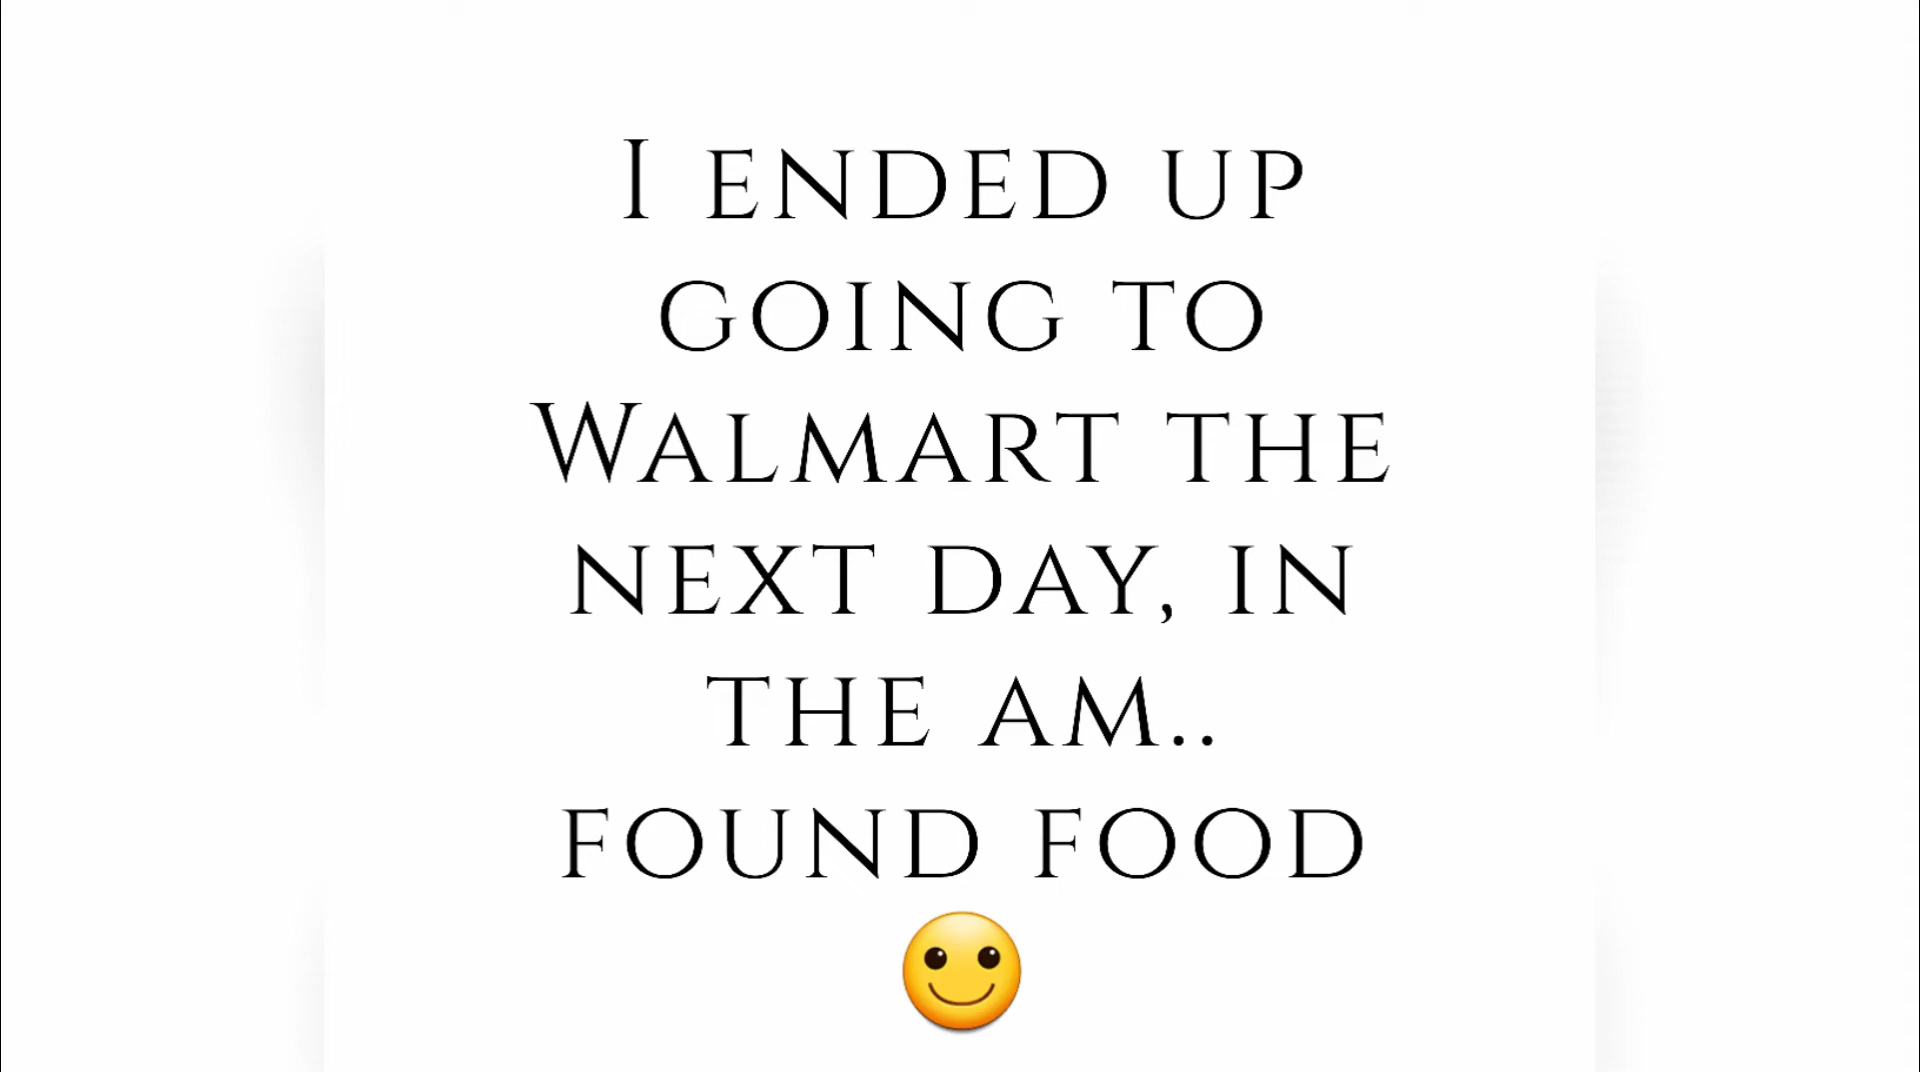 I ENDED UP
GOING TO
WALMART THE
NEXT DAY, IN
THE AM..
FOUND FOOD
🙂